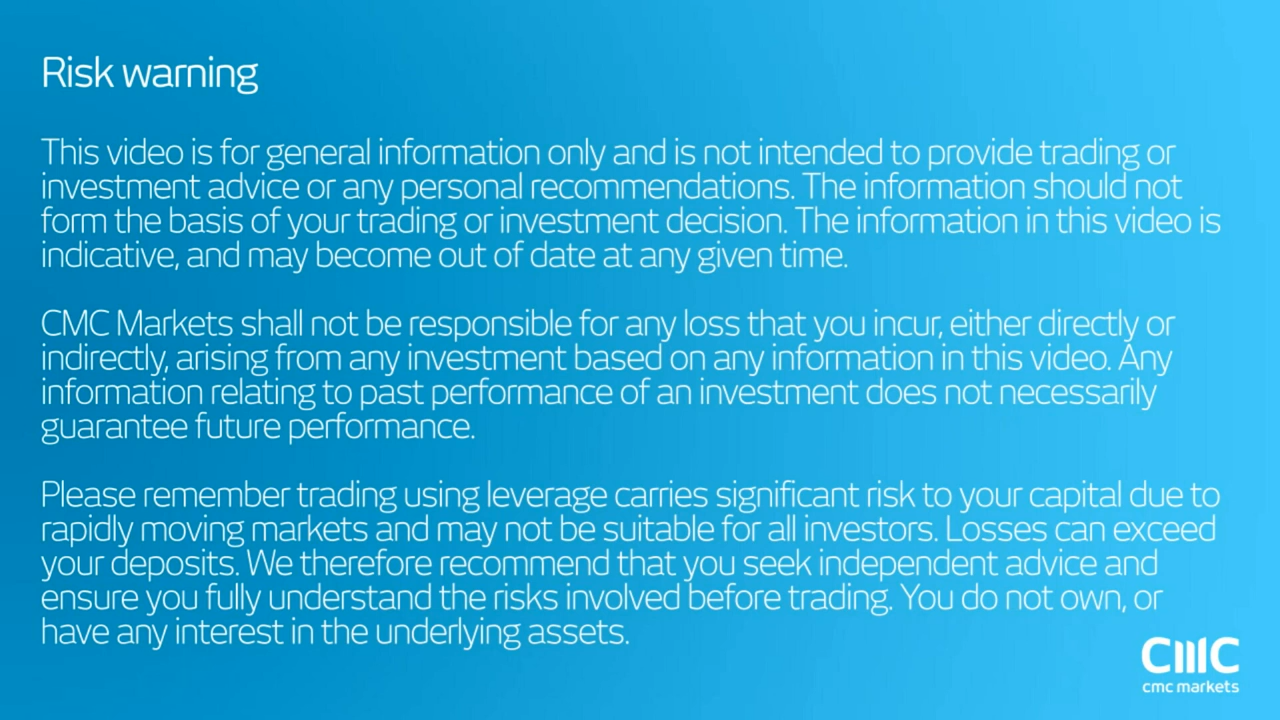 Risk warning
This video is for general information only and is not intended to provide trading or
investment advice or any personal recommendations. The information should not
form the basis of your trading or investment decision. The information in this video is
indicative, and may become out of date at any given time.
CMC Markets shall not be responsible for any loss that you incur, either directly or
indirectly, arising from any investment based on any information in this video. Any
information relating to past performance of an investment does not necessarily
guarantee future performance.
Please remember trading using leverage carries significant risk to your capital due to
rapidly moving markets and may not be suitable for all investors. Losses can exceed
your deposits. We therefore recommend that you seek independent advice and
ensure you fully understand the risks involved before trading. You do not own, or
have any interest in the underlying assets.
CMC
cmc markets